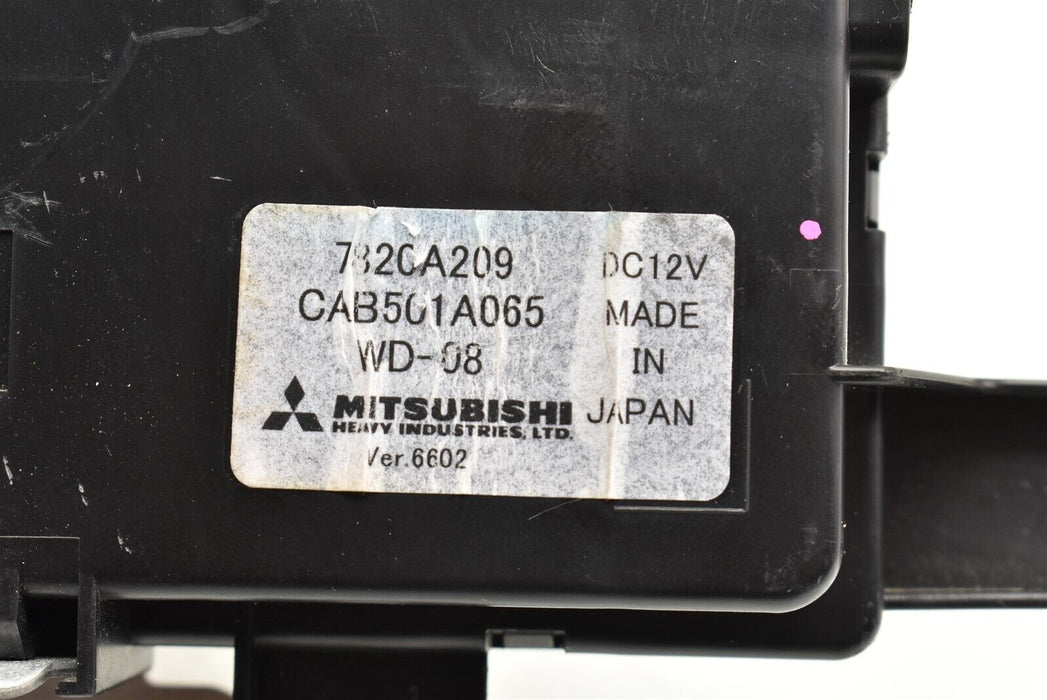 7820A209 DC12V
CAB501A065 MADE
WD-08 IN
MITSUBISHI JAPAN
HEAVY INDUSTRIES, LTD.
Ver.6602